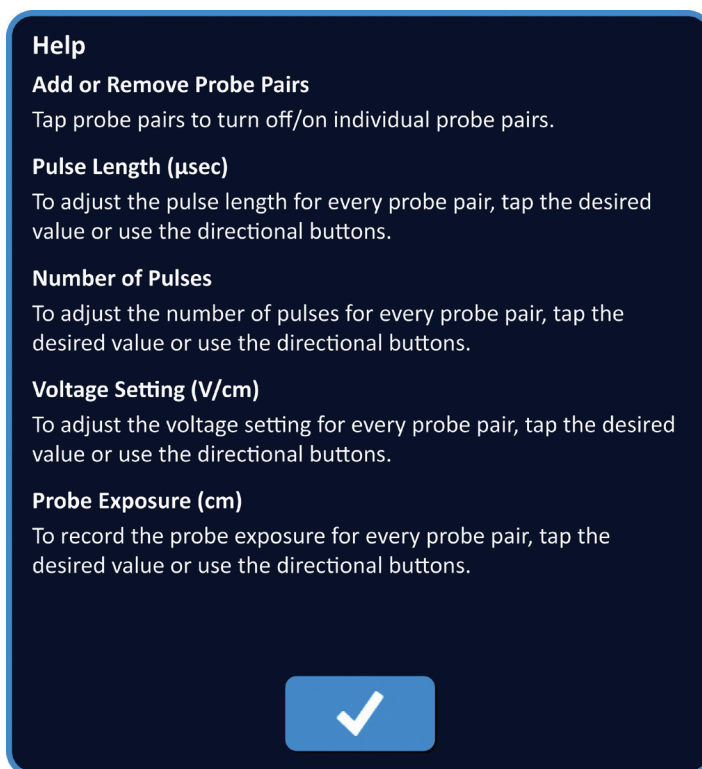 Help
Add or Remove Probe Pairs
Tap probe pairs to turn off/on individual probe pairs.
Pulse Length (μsec)
To adjust the pulse length for every probe pair, tap the desired
value or use the directional buttons.
Number of Pulses
To adjust the number of pulses for every probe pair, tap the
desired value or use the directional buttons.
Voltage Setting (V/cm)
To adjust the voltage setting for every probe pair, tap the desired
value or use the directional buttons.
Probe Exposure (cm)
To record the probe exposure for every probe pair, tap the
desired value or use the directional buttons.